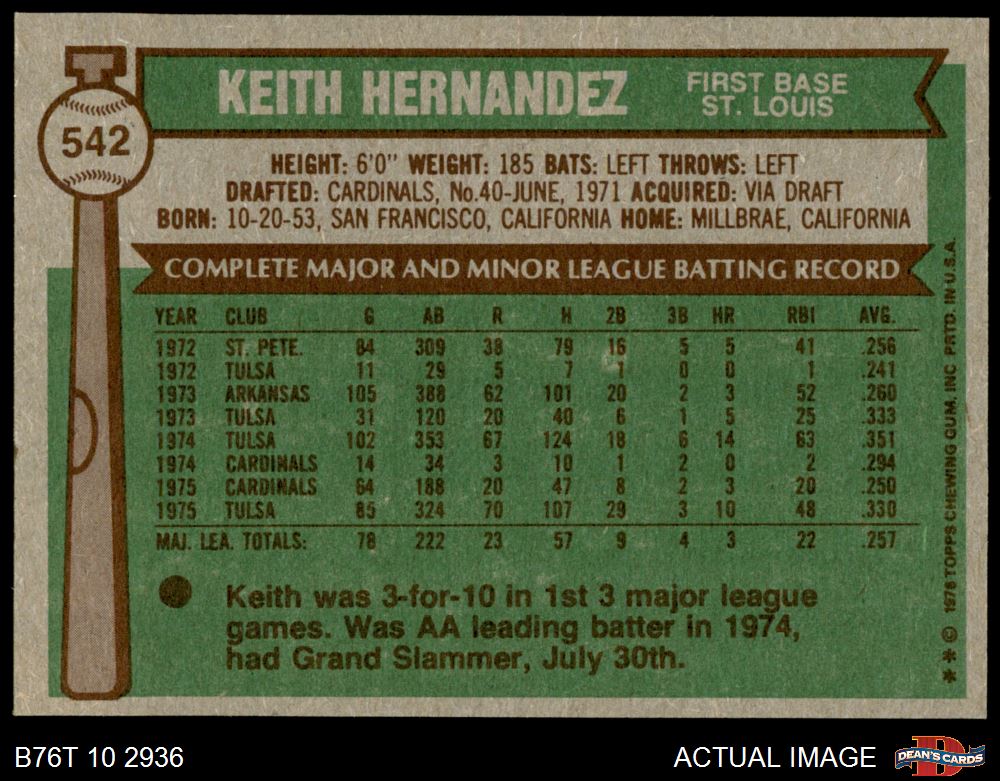 KEITH HERNANDEZ
FIRST BASE
ST. LOUIS
542
HEIGHT: 6'0" WEIGHT: 185 BATS: LEFT THROWS: LEFT
DRAFTED: CARDINALS, No.40-JUNE, 1971 ACQUIRED: VIA DRAFT
BORN: 10-20-53, SAN FRANCISCO, CALIFORNIA HOME: MILLBRAE, CALIFORNIA
COMPLETE MAJOR AND MINOR LEAGUE BATTING RECORD
YEAR CLUB G AB R H 2B 3B HR RBI AVG.
1972 ST. PETE. 84 309 38 79 16 5 5 41 .256
1972 TULSA 11 29 5 7 1 0 0 1 .241
1973 ARKANSAS 105 388 62 101 20 2 3 52 .260
1973 TULSA 31 120 20 40 6 1 5 25 .333
1974 TULSA 102 353 67 124 18 6 14 63 .351
1974 CARDINALS 14 34 3 10 1 2 0 2 .294
1975 CARDINALS 64 188 20 47 8 2 3 20 .250
1975 TULSA 85 324 70 107 29 3 10 48 .330
MAJ. LEA. TOTALS: 78 222 23 57 9 4 3 22 .257
Keith was 3-for-10 in 1st 3 major league
games. Was AA leading batter in 1974,
had Grand Slammer, July 30th.
* * © 1976 TOPPS CHEWING GUM, INC PRTD. IN U.S.A.
B76T 10 2936
ACTUAL IMAGE
D
DEAN'S CARDS